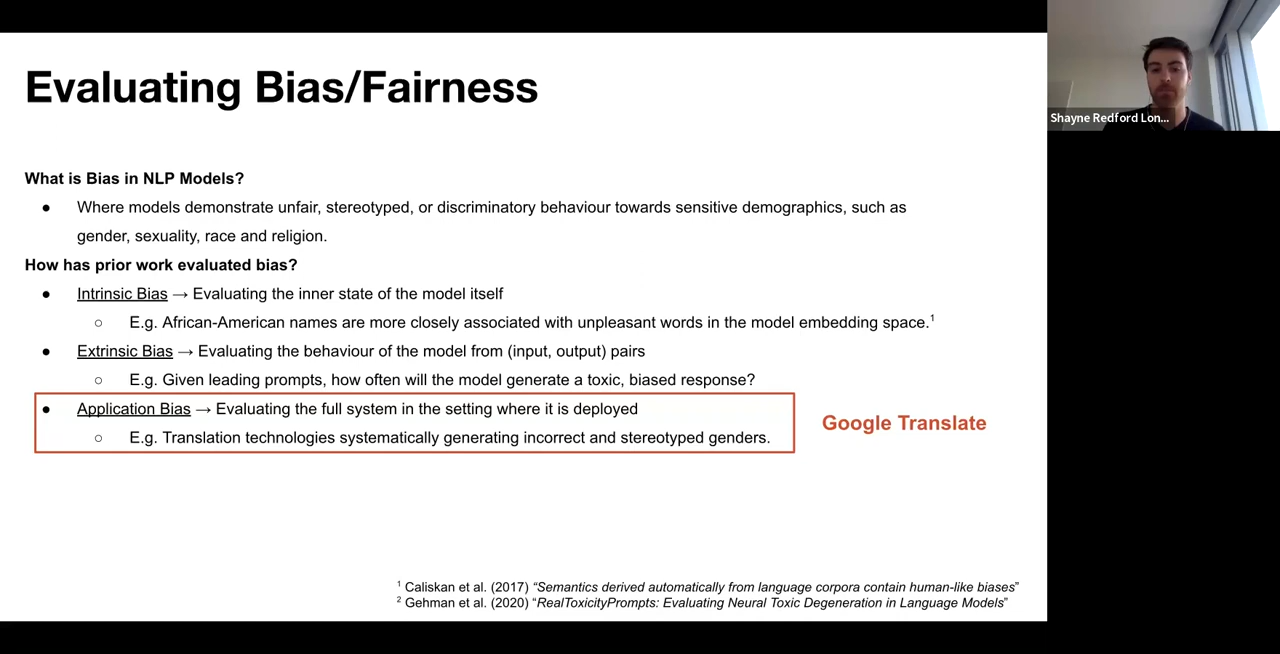 Evaluating Bias/Fairness
What is Bias in NLP Models?
● Where models demonstrate unfair, stereotyped, or discriminatory behaviour towards sensitive demographics, such as
gender, sexuality, race and religion.
How has prior work evaluated bias?
● Intrinsic Bias → Evaluating the inner state of the model itself
○ E.g. African-American names are more closely associated with unpleasant words in the model embedding space.¹
● Extrinsic Bias → Evaluating the behaviour of the model from (input, output) pairs
○ E.g. Given leading prompts, how often will the model generate a toxic, biased response?
● Application Bias → Evaluating the full system in the setting where it is deployed
○ E.g. Translation technologies systematically generating incorrect and stereotyped genders.
Google Translate
¹ Caliskan et al. (2017) “Semantics derived automatically from language corpora contain human-like biases”
² Gehman et al. (2020) “RealToxicityPrompts: Evaluating Neural Toxic Degeneration in Language Models”
Shayne Redford Lon...